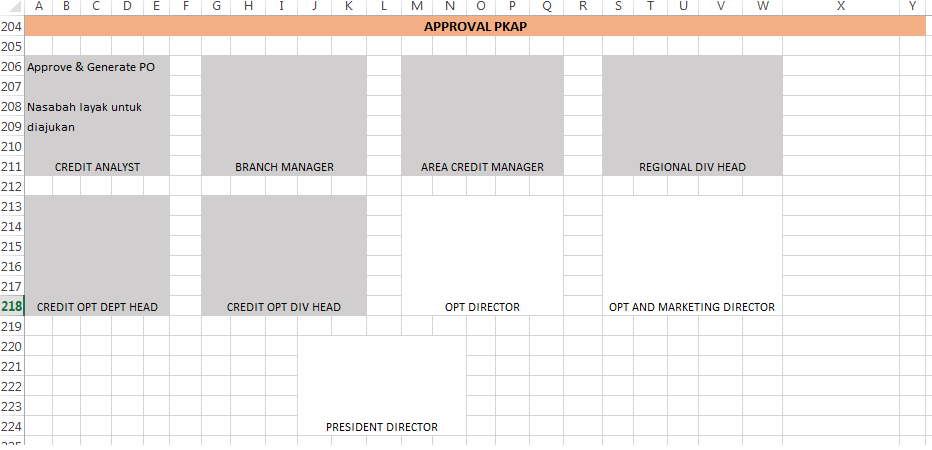 A B C D E F G H I J K L M N O P Q R S T U V W X Y
204 APPROVAL PKAP
205
206 Approve & Generate PO
207
208 Nasabah layak untuk
209 diajukan
210
211 CREDIT ANALYST BRANCH MANAGER AREA CREDIT MANAGER REGIONAL DIV HEAD
212
213
214
215
216
217
218 CREDIT OPT DEPT HEAD CREDIT OPT DIV HEAD OPT DIRECTOR OPT AND MARKETING DIRECTOR
219
220
221
222
223
224 PRESIDENT DIRECTOR